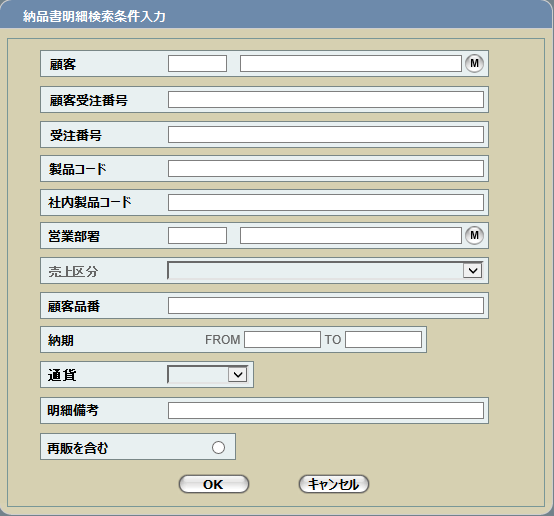 納品書明細検索条件入力
顧客 M
顧客受注番号
受注番号
製品コード
社内製品コード
営業部署 M
売上区分
顧客品番
納期 FROM TO
通貨
明細備考
再販を含む
OK キャンセル